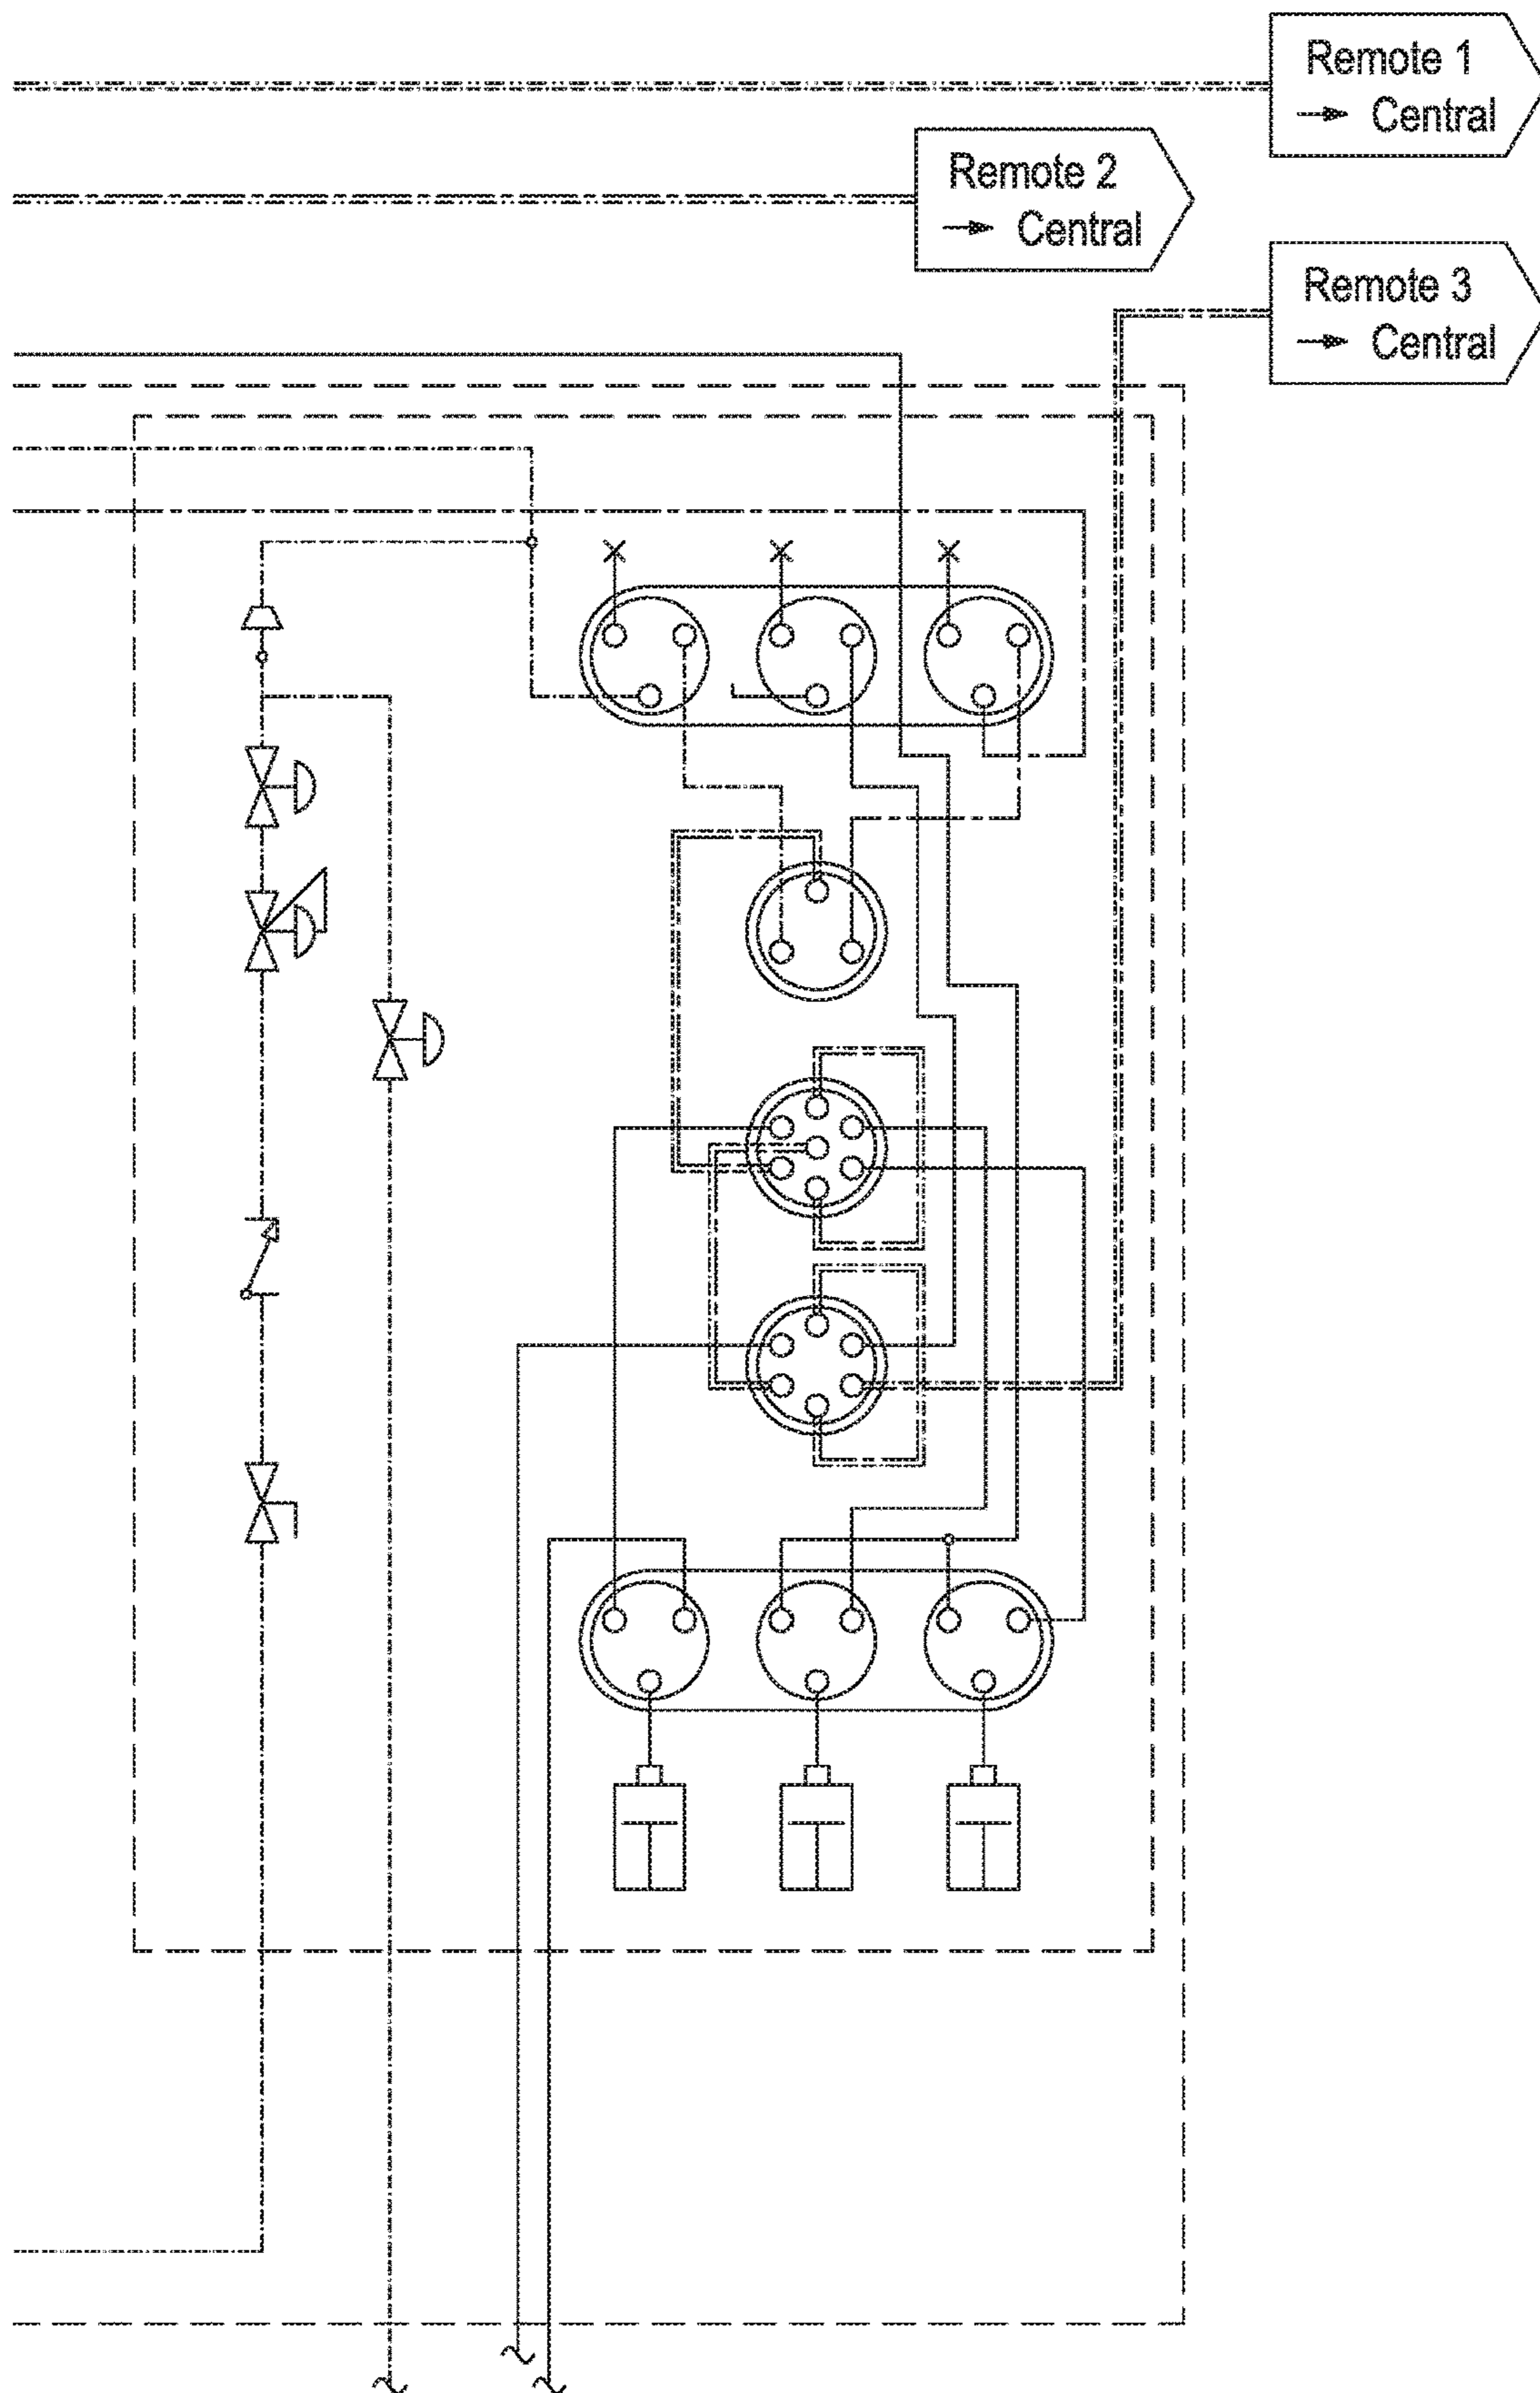 Remote 1
→ Central
Remote 2
→ Central
Remote 3
→ Central